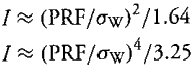 I ≈ (PRF/σ_W)²/1.64
I ≈ (PRF/σ_W)⁴/3.25